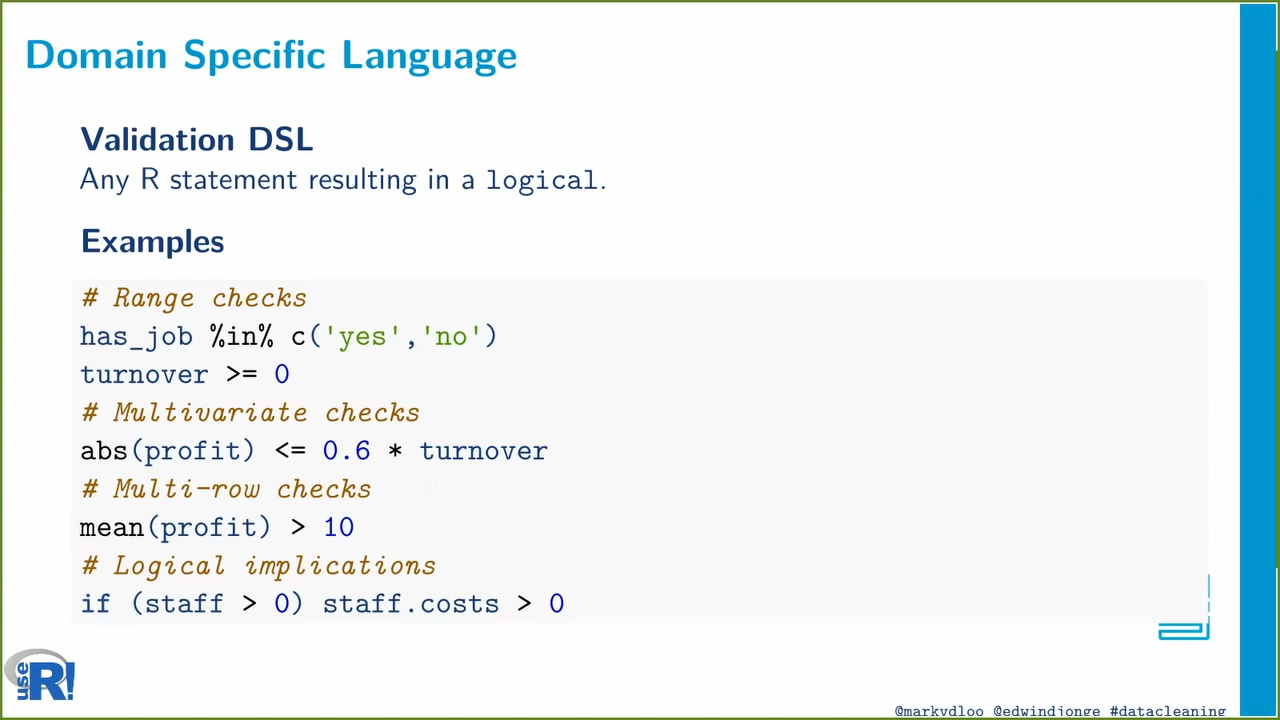 Domain Specific Language
Validation DSL
Any R statement resulting in a logical.
Examples
# Range checks
has_job %in% c('yes','no')
turnover >= 0
# Multivariate checks
abs(profit) <= 0.6 * turnover
# Multi-row checks
mean(profit) > 10
# Logical implications
if (staff > 0) staff.costs > 0
use R!
@markvdloo @edwindjonge #datacleaning